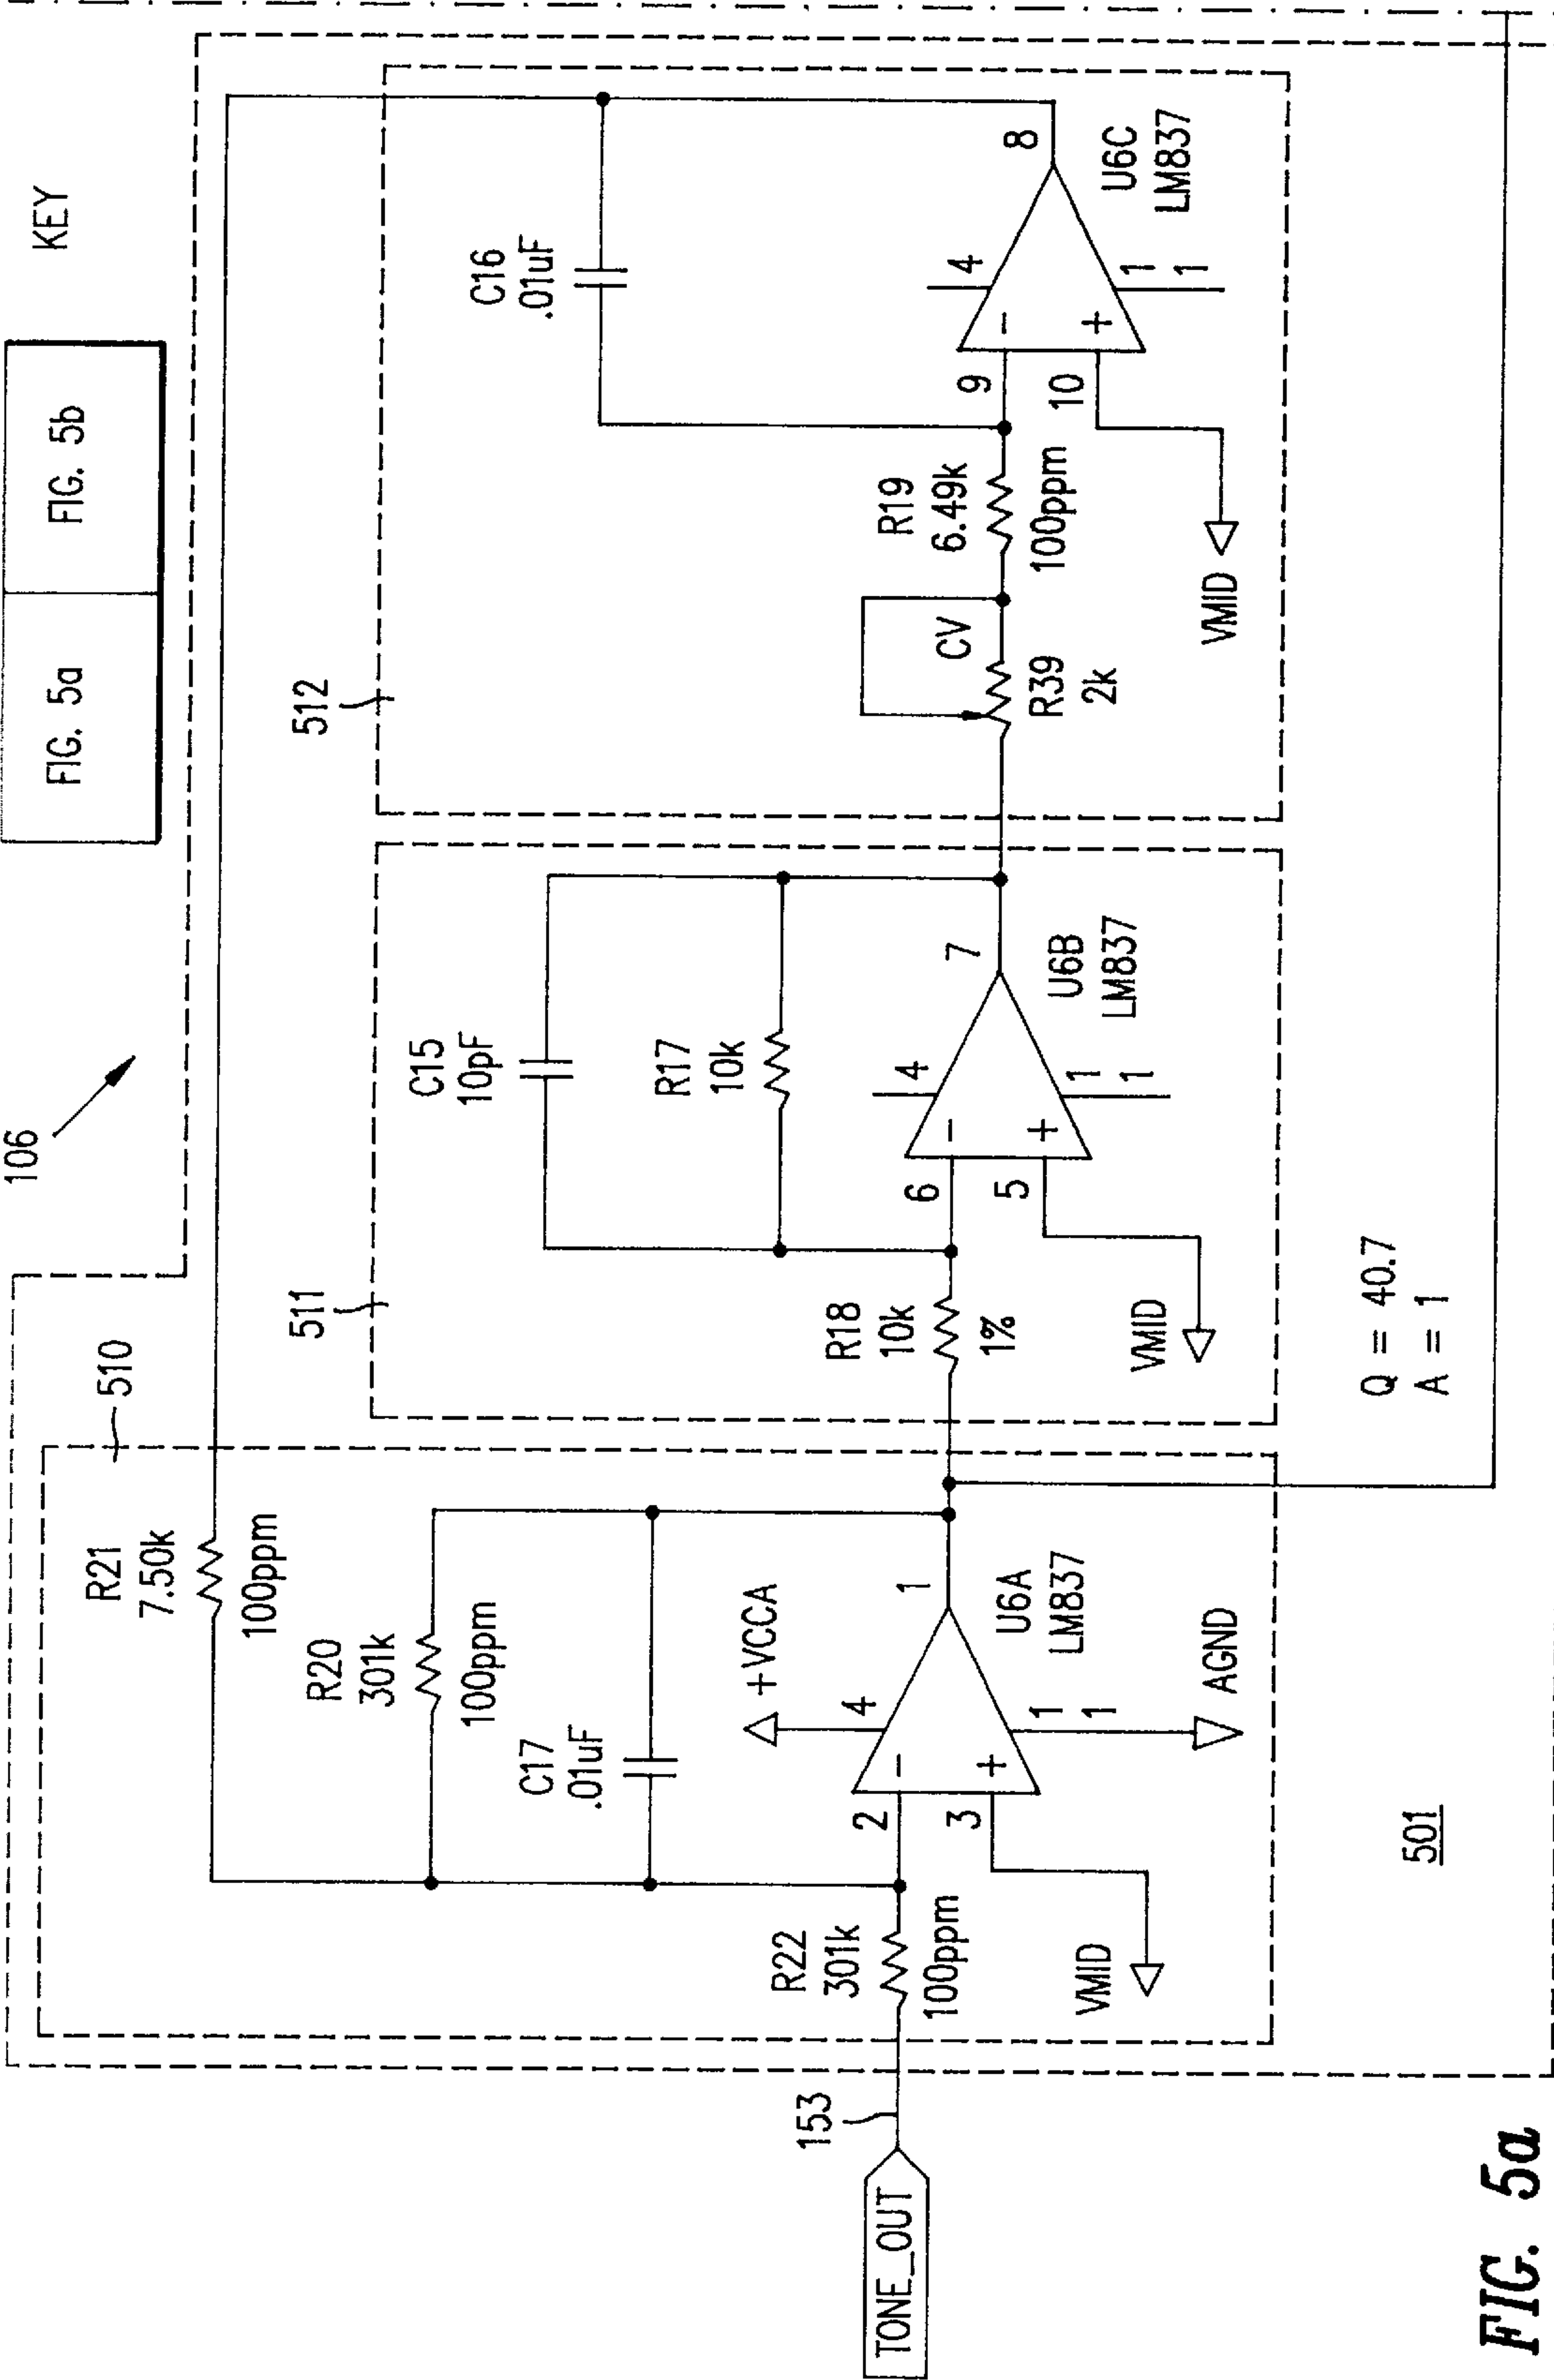 106
FIG. 5a
FIG. 5b
KEY
510
511
512
R21
7.50k
100ppm
R20
301k
100ppm
C17
.01uF
+VCCA
4
2
3
1
1
1
U6A
LM837
AGND
R22
301k
100ppm
VMID
153
TONE_OUT
C15
10pF
R17
10k
R18
10k
1%
6
5
4
7
1
1
U6B
LM837
VMID
C16
.01uF
CV
R39
2k
R19
6.49k
100ppm
9
10
4
8
1
1
U6C
LM837
VMID
Q = 40.7
A = 1
501
FIG. 5a